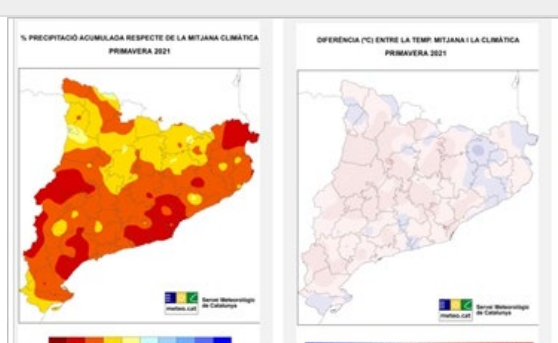 % PRECIPITACIÓ ACUMULADA RESPECTE DE LA MITJANA CLIMÀTICA
PRIMAVERA 2021
meteo.cat
Servei Meteorològic
de Catalunya
DIFERÈNCIA (ºC) ENTRE LA TEMP. MITJANA I LA CLIMÀTICA
PRIMAVERA 2021
meteo.cat
Servei Meteorològic
de Catalunya